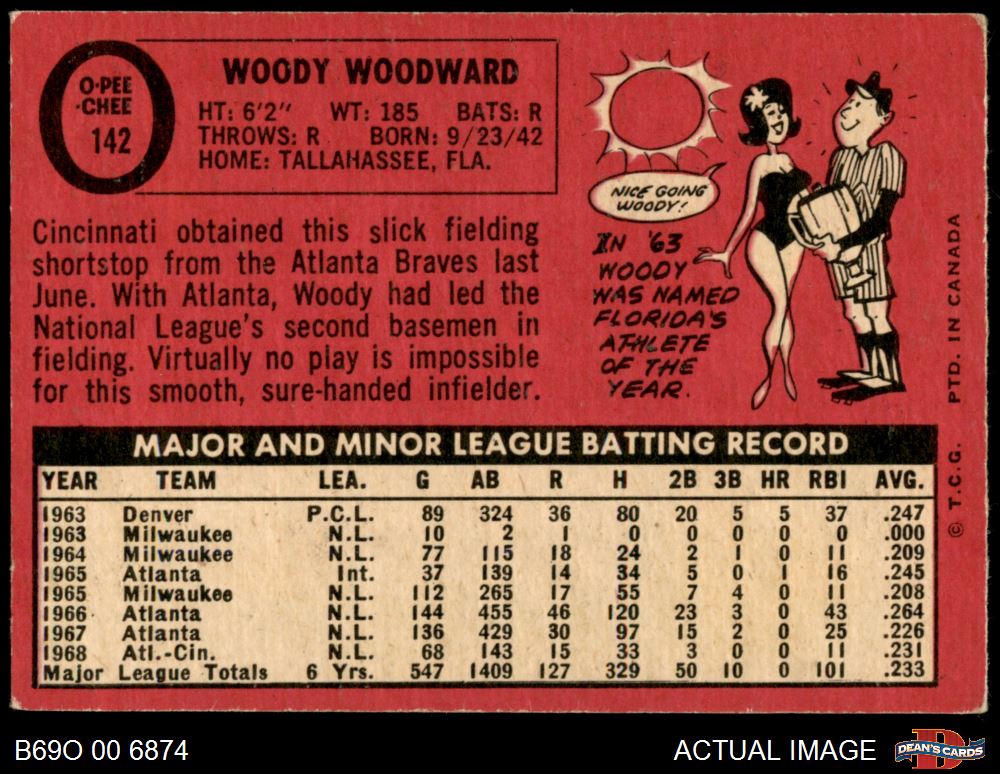 O-PEE
-CHEE
142
WOODY WOODWARD
HT: 6'2" WT: 185 BATS: R
THROWS: R BORN: 9/23/42
HOME: TALLAHASSEE, FLA.
Cincinnati obtained this slick fielding
shortstop from the Atlanta Braves last
June. With Atlanta, Woody had led the
National League's second basemen in
fielding. Virtually no play is impossible
for this smooth, sure-handed infielder.
NICE GOING
WOODY!
IN '63
WOODY
WAS NAMED
FLORIDA'S
ATHLETE
OF THE
YEAR.
MAJOR AND MINOR LEAGUE BATTING RECORD
YEAR TEAM LEA. G AB R H 2B 3B HR RBI AVG.
1963 Denver P.C.L. 89 324 36 80 20 5 5 37 .247
1963 Milwaukee N.L. 10 2 1 0 0 0 0 0 .000
1964 Milwaukee N.L. 77 115 18 24 2 1 0 11 .209
1965 Atlanta Int. 37 139 14 34 5 0 1 16 .245
1965 Milwaukee N.L. 112 265 17 55 7 4 0 11 .208
1966 Atlanta N.L. 144 455 46 120 23 3 0 43 .264
1967 Atlanta N.L. 136 429 30 97 15 2 0 25 .226
1968 Atl.-Cin. N.L. 68 143 15 33 3 0 0 11 .231
Major League Totals 6 Yrs. 547 1409 127 329 50 10 0 101 .233
© T.C.G. PTD. IN CANADA
B69O 00 6874
ACTUAL IMAGE
D
DEAN'S CARDS